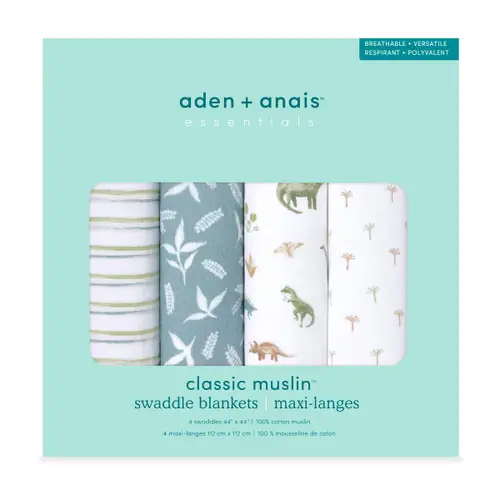 BREATHABLE + VERSATILE
RESPIRANT + POLYVALENT
aden + anais™
essentials
classic muslin™
swaddle blankets | maxi-langes
4 swaddles 44" x 44" | 100% cotton muslin
4 maxi-langes 112 cm x 112 cm | 100 % mousseline de coton